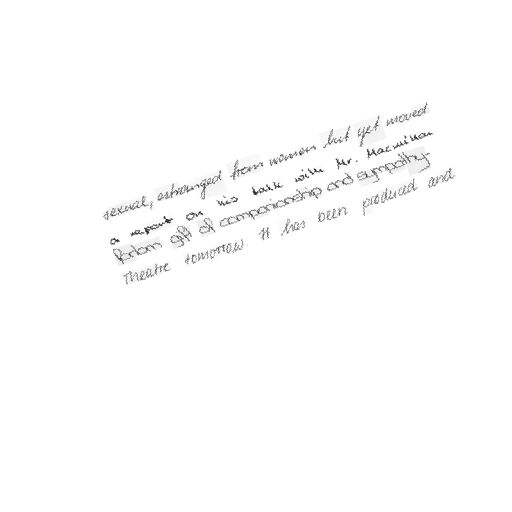 sexual, estranged from women but yet moved
a report on his talk with Mr. Macmillan
forlorn gift of companionship and sympathy
Theatre tomorrow. It has been produced and